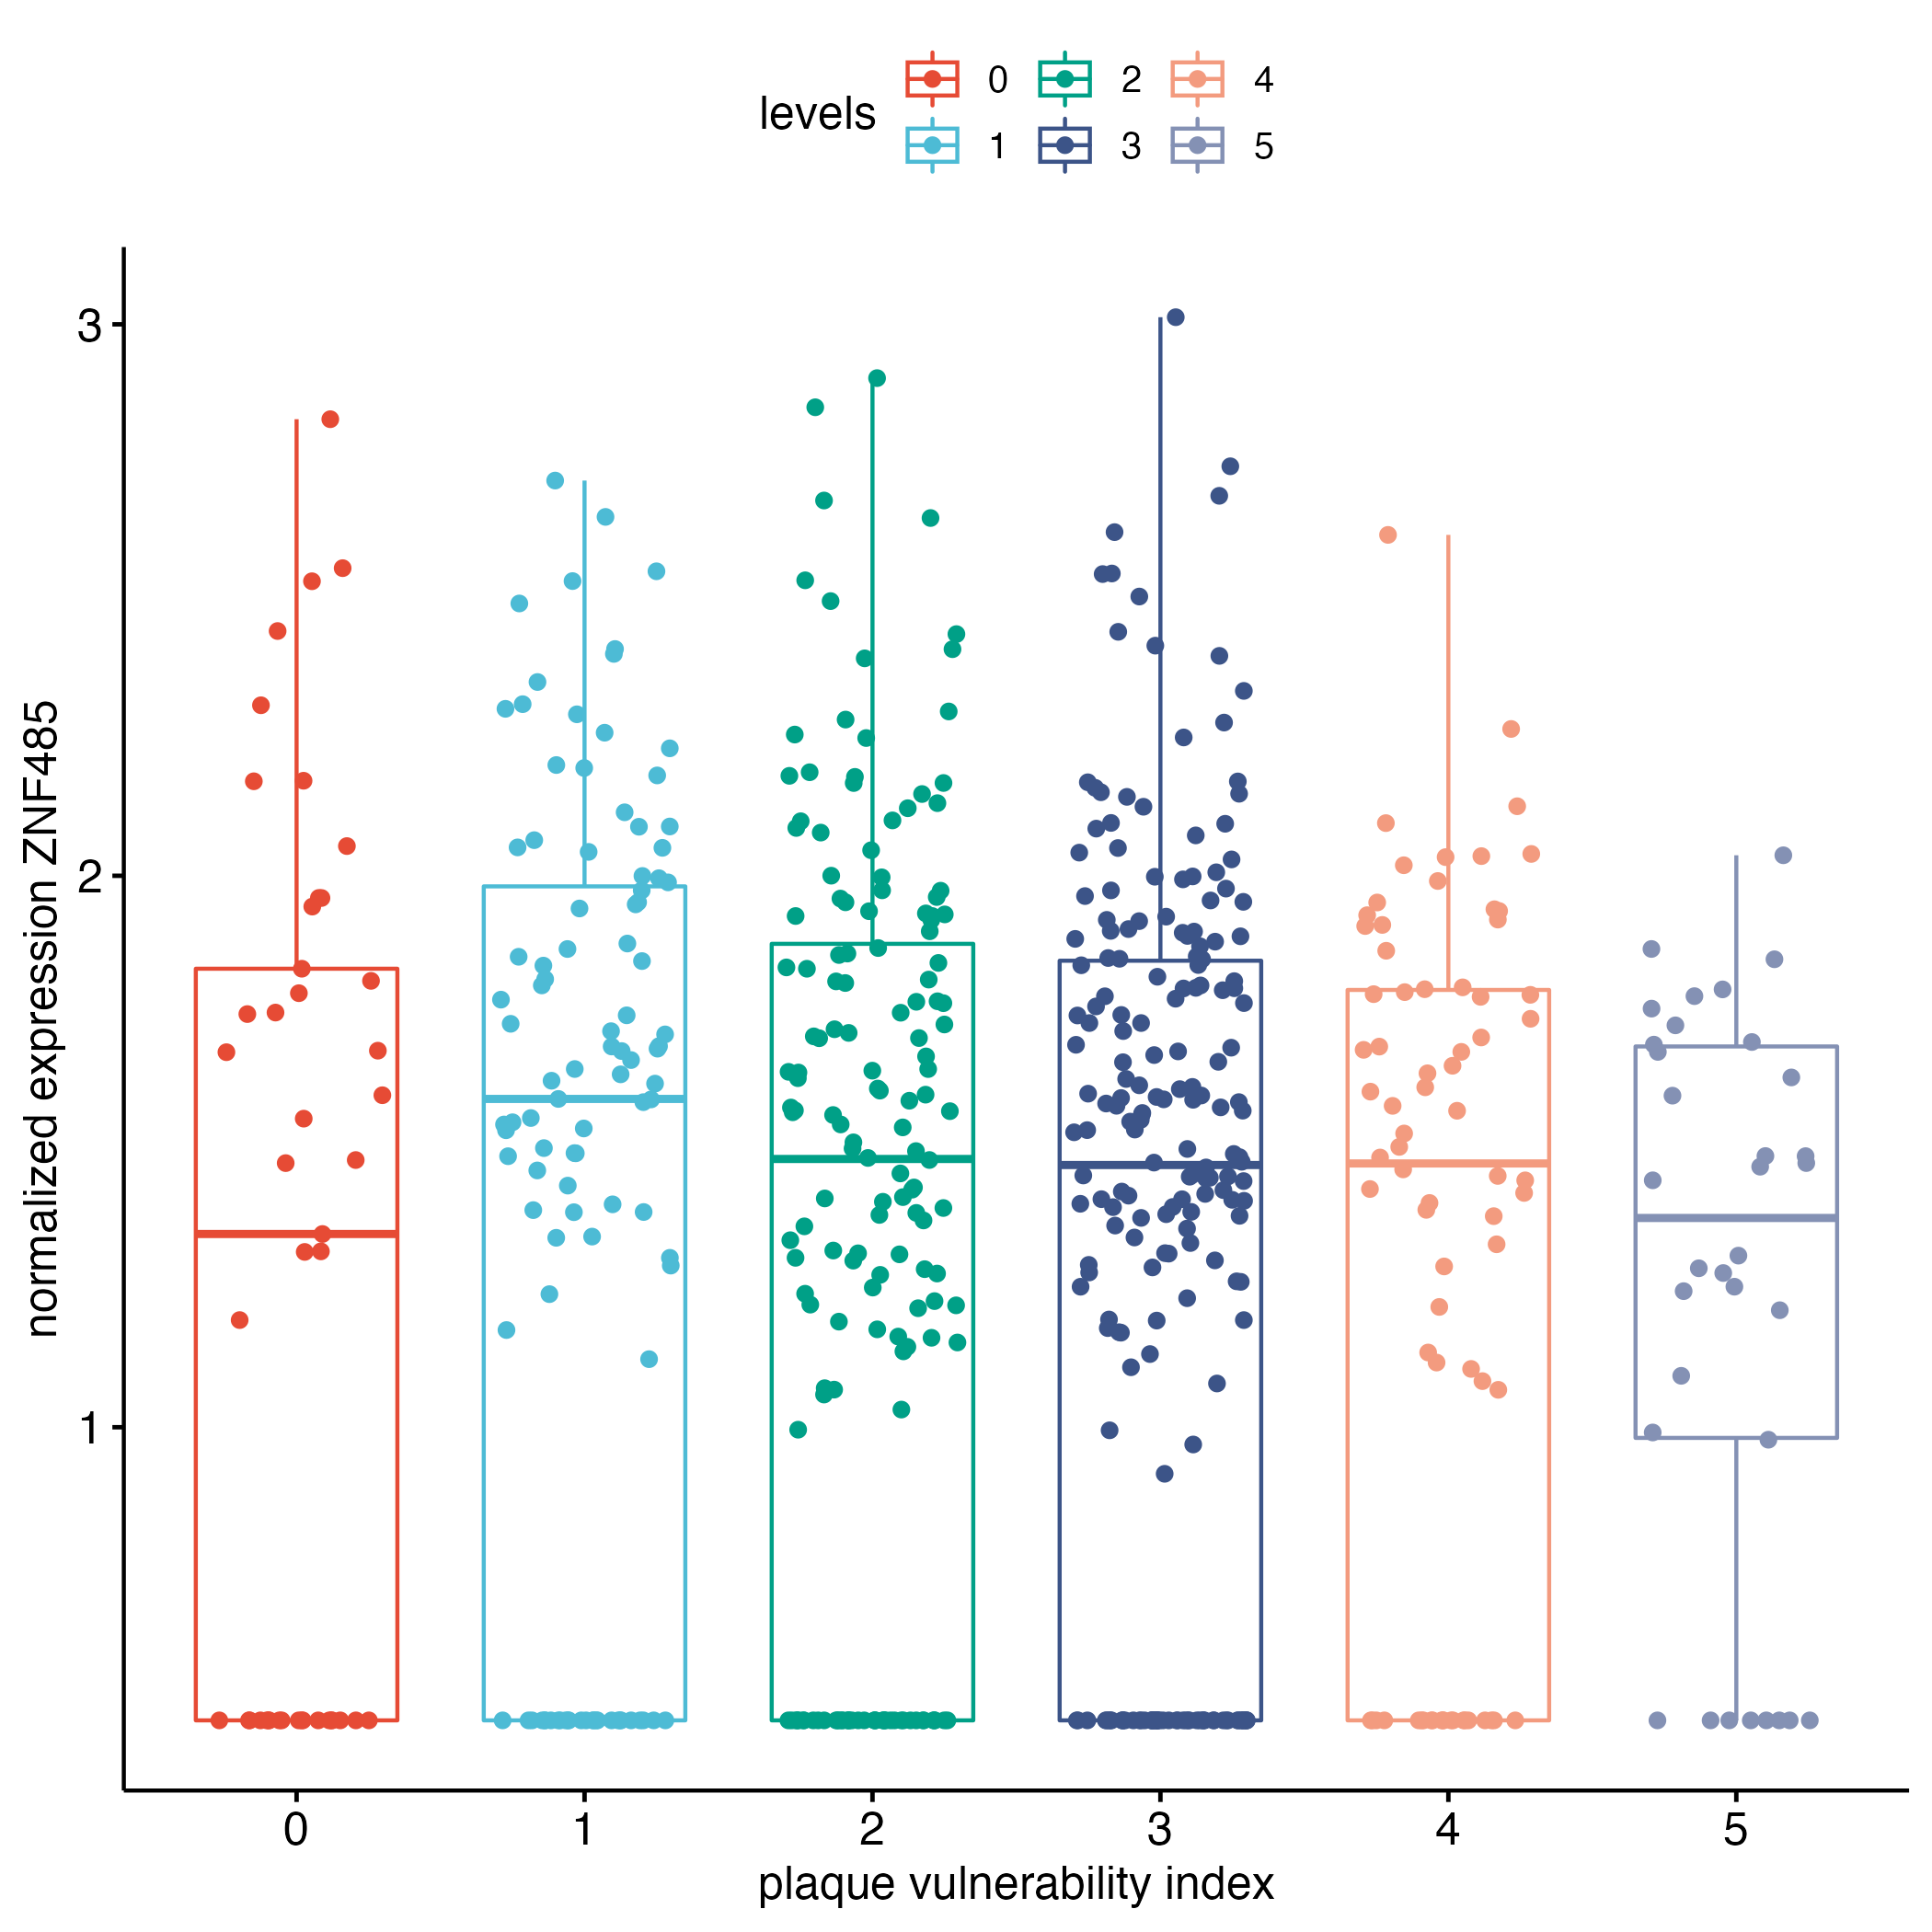 levels
0 2 4
1 3 5
normalized expression ZNF485
3
2
1
0 1 2 3 4 5
plaque vulnerability index